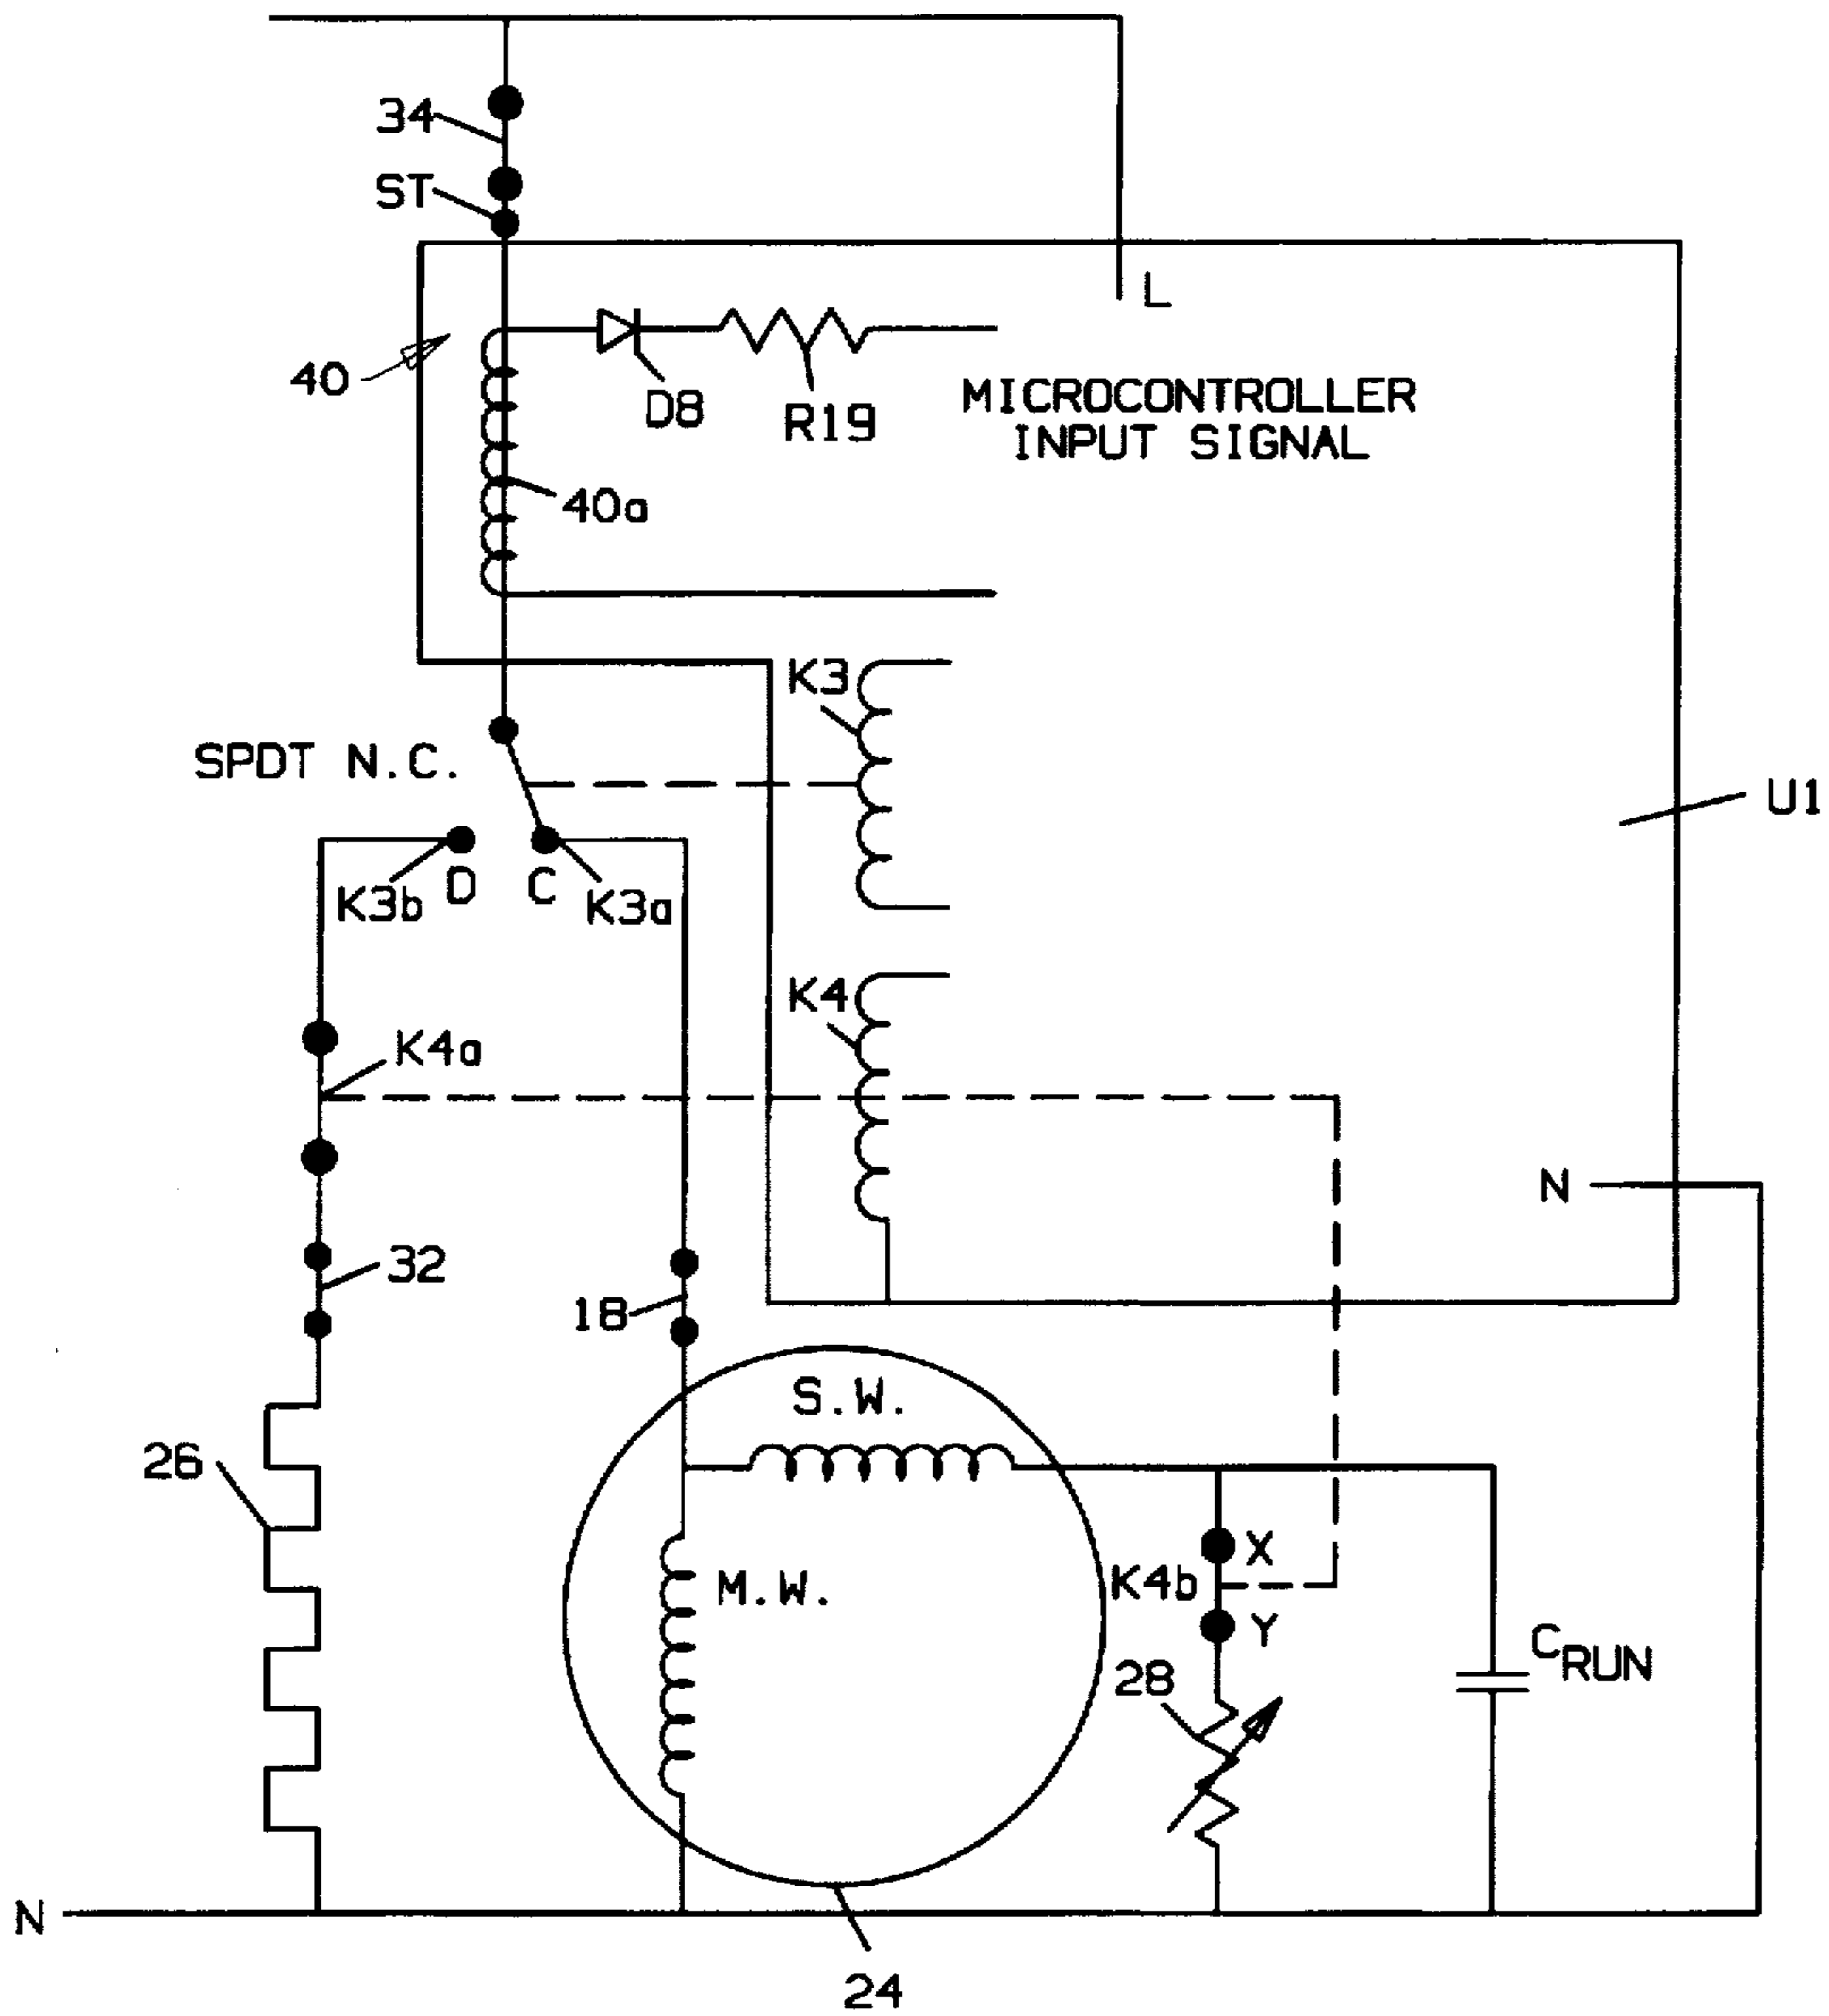 34
ST
L
40
D8
R19
MICROCONTROLLER
INPUT SIGNAL
40a
K3
SPDT N.C.
U1
K3b
D
C
K3a
K4
K4a
N
32
18
S.W.
26
X
K4b
M.W.
Y
CRUN
28
N
24